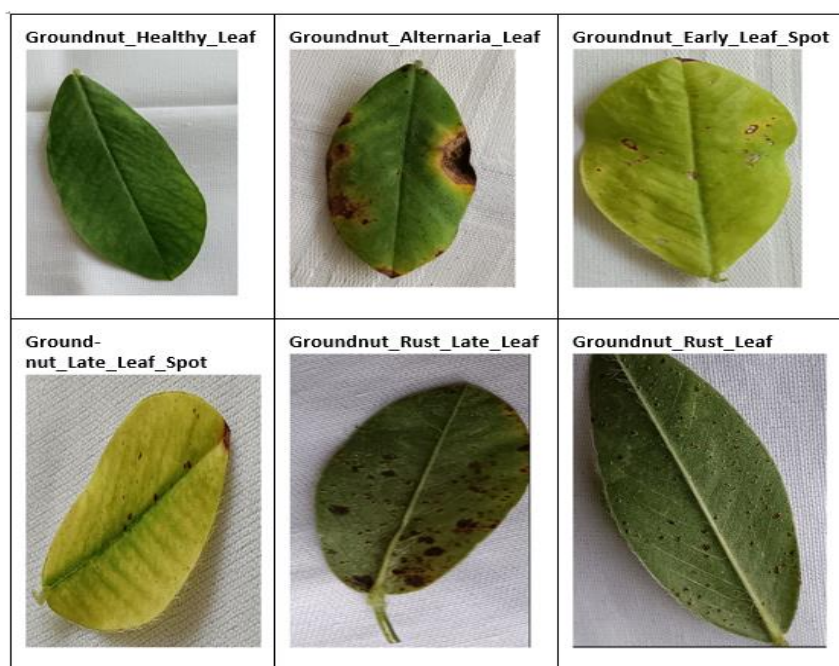 Groundnut_Healthy_Leaf
Groundnut_Alternaria_Leaf
Groundnut_Early_Leaf_Spot
Ground-
nut_Late_Leaf_Spot
Groundnut_Rust_Late_Leaf
Groundnut_Rust_Leaf